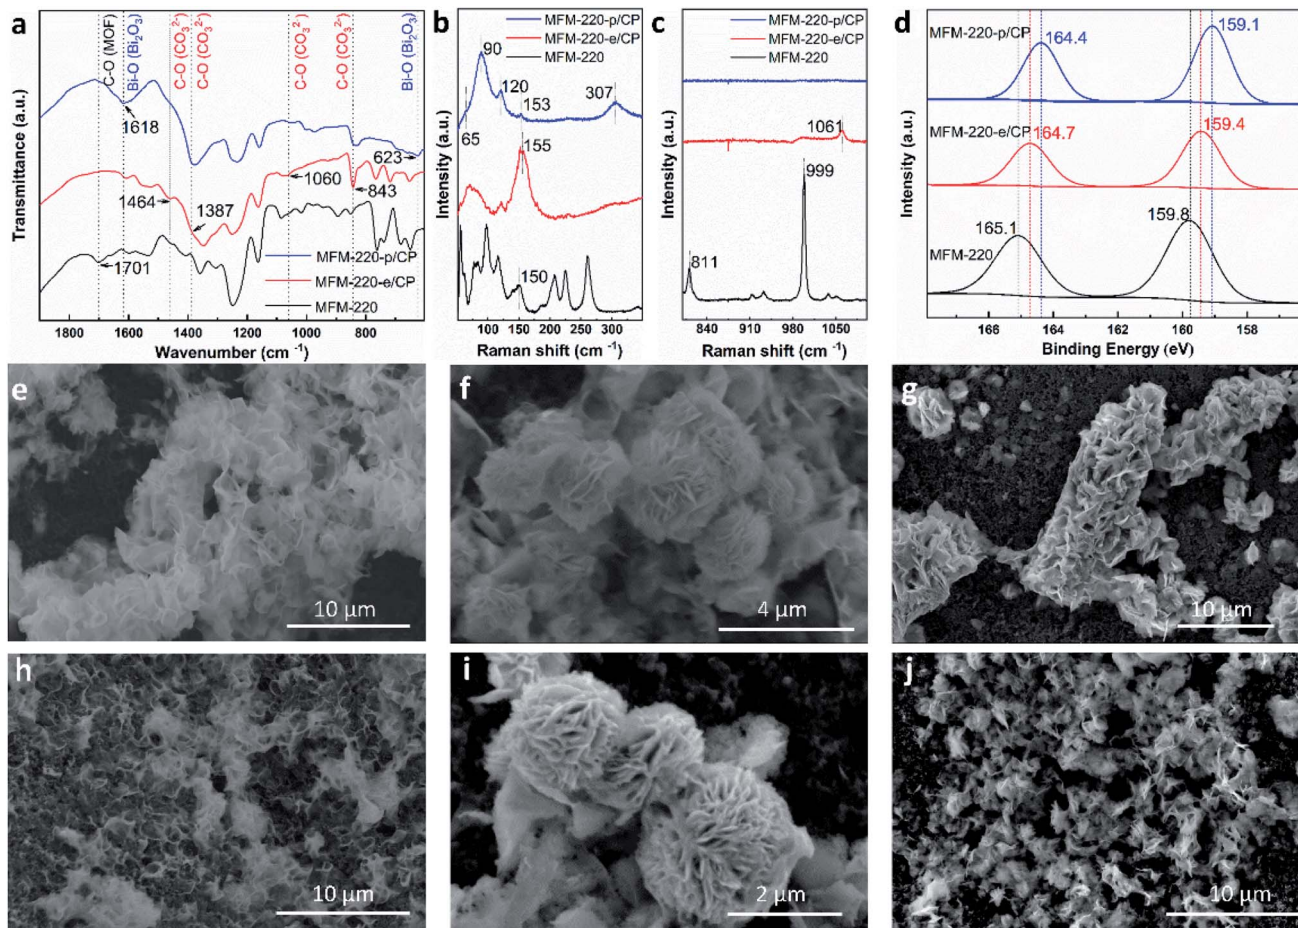 a
C-O (MOF)
Bi-O (Bi2O3)
C-O (CO3 2-)
C-O (CO3 2-)
C-O (CO3 2-)
C-O (CO3 2-)
Bi-O (Bi2O3)
1618
623
1060
843
1464
1387
1701
MFM-220-p/CP
MFM-220-e/CP
MFM-220
Transmittance (a.u.)
1800 1600 1400 1200 1000 800
Wavenumber (cm -1)
b
MFM-220-p/CP
MFM-220-e/CP
MFM-220
90
120
153
307
65
155
150
Intensity (a.u.)
50 100 150 200 250 300
Raman shift (cm -1)
c
MFM-220-p/CP
MFM-220-e/CP
MFM-220
1061
999
811
Intensity (a.u.)
840 910 980 1050
Raman shift (cm -1)
d
MFM-220-p/CP
164.4
159.1
MFM-220-e/CP
164.7
159.4
165.1
159.8
MFM-220
Intensity (a.u.)
166 164 162 160 158
Binding Energy (eV)
e
10 μm
f
4 μm
g
10 μm
h
10 μm
i
2 μm
j
10 μm